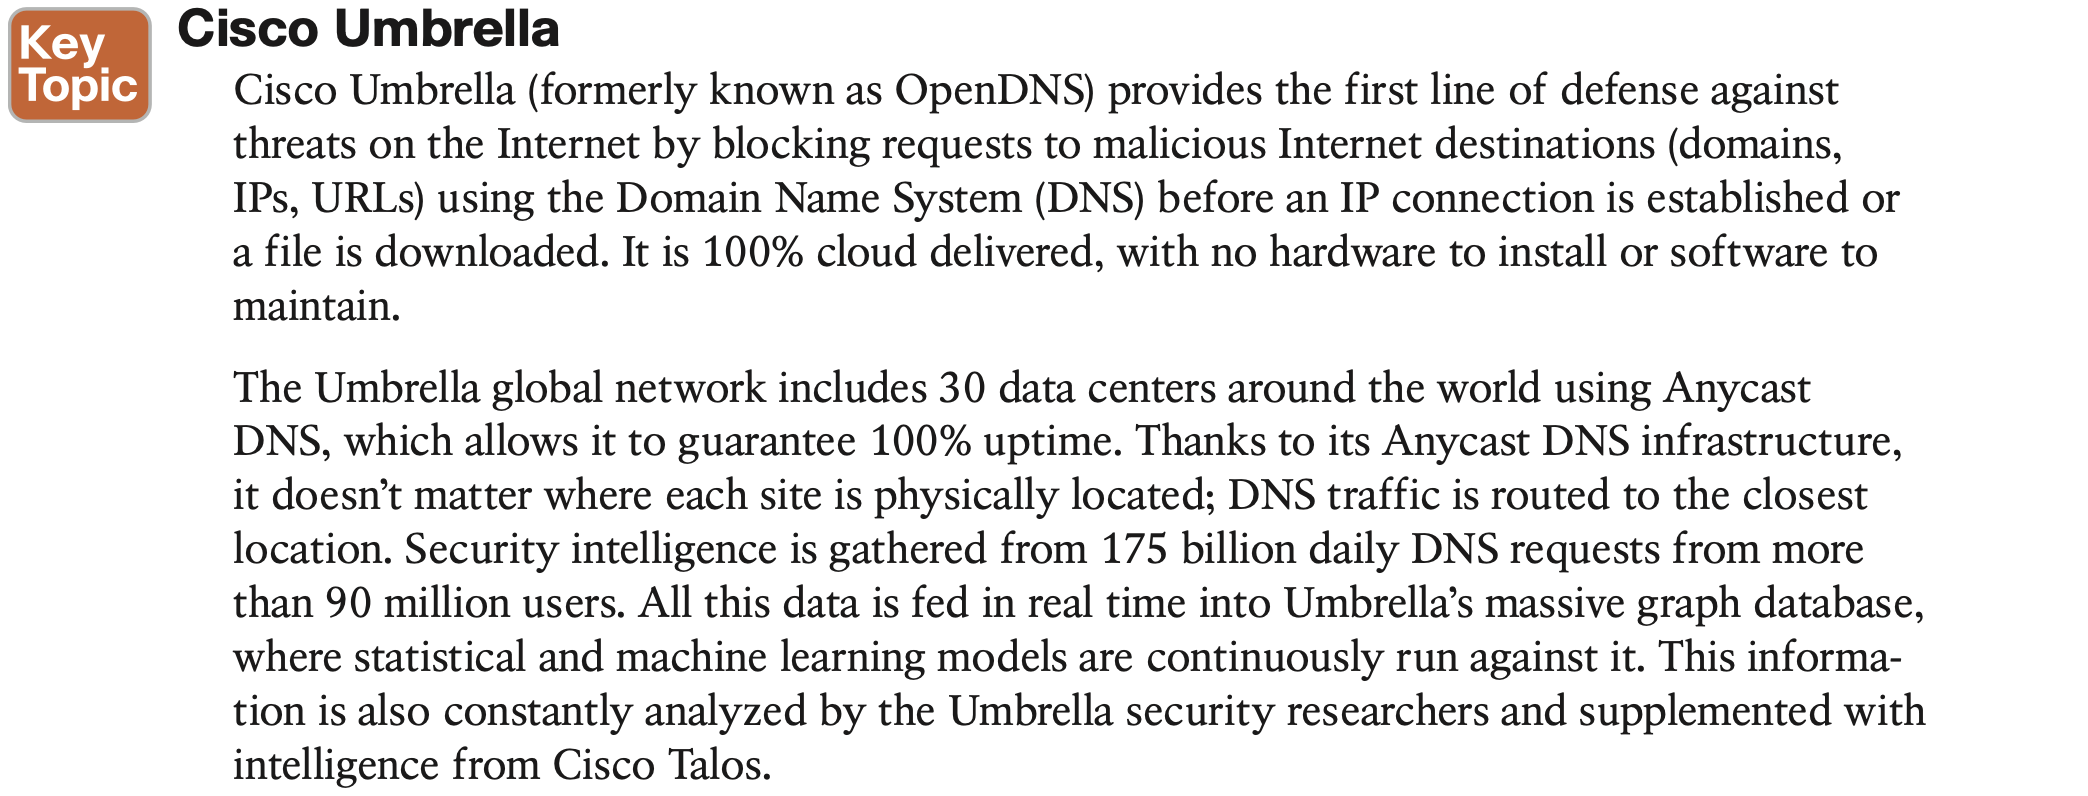 Key
Topic
Cisco Umbrella
Cisco Umbrella (formerly known as OpenDNS) provides the first line of defense against
threats on the Internet by blocking requests to malicious Internet destinations (domains,
IPs, URLs) using the Domain Name System (DNS) before an IP connection is established or
a file is downloaded. It is 100% cloud delivered, with no hardware to install or software to
maintain.
The Umbrella global network includes 30 data centers around the world using Anycast
DNS, which allows it to guarantee 100% uptime. Thanks to its Anycast DNS infrastructure,
it doesn’t matter where each site is physically located; DNS traffic is routed to the closest
location. Security intelligence is gathered from 175 billion daily DNS requests from more
than 90 million users. All this data is fed in real time into Umbrella’s massive graph database,
where statistical and machine learning models are continuously run against it. This informa-
tion is also constantly analyzed by the Umbrella security researchers and supplemented with
intelligence from Cisco Talos.